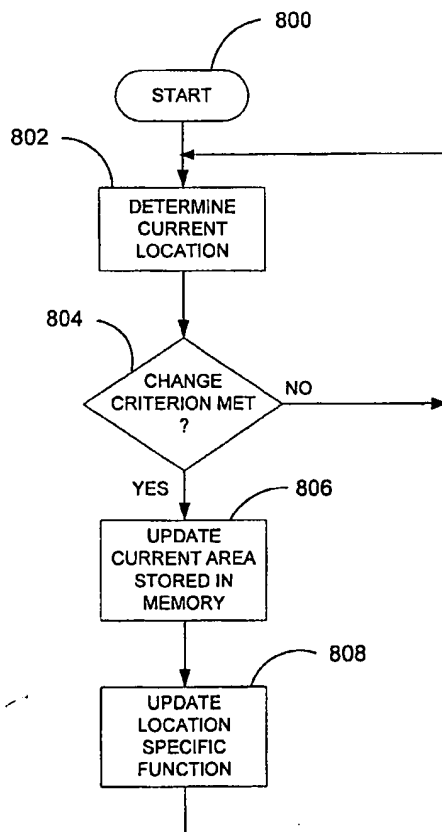 800
START
802
DETERMINE
CURRENT
LOCATION
804
CHANGE
CRITERION MET
?
NO
YES
806
UPDATE
CURRENT AREA
STORED IN
MEMORY
808
UPDATE
LOCATION
SPECIFIC
FUNCTION